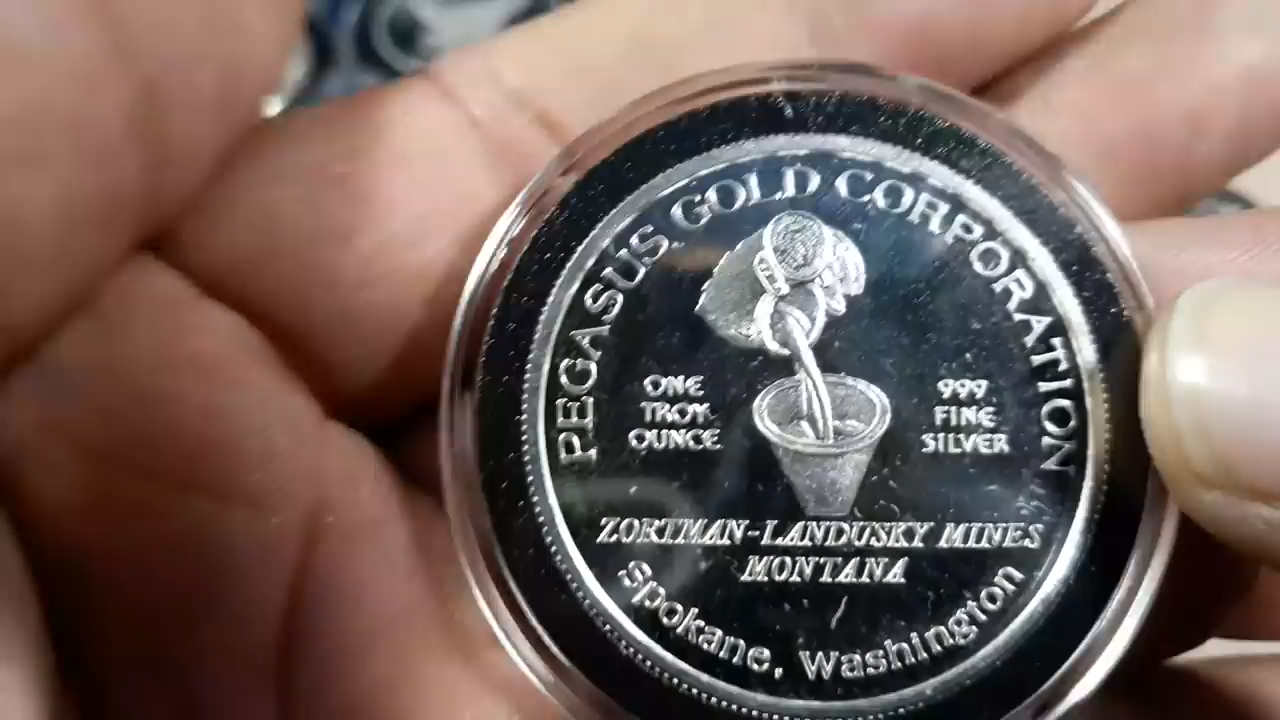 PEGASUS GOLD CORPORATION
ONE
TROY
OUNCE
999
FINE
SILVER
ZORTMAN-LANDUSKY MINES
MONTANA
Spokane, Washington